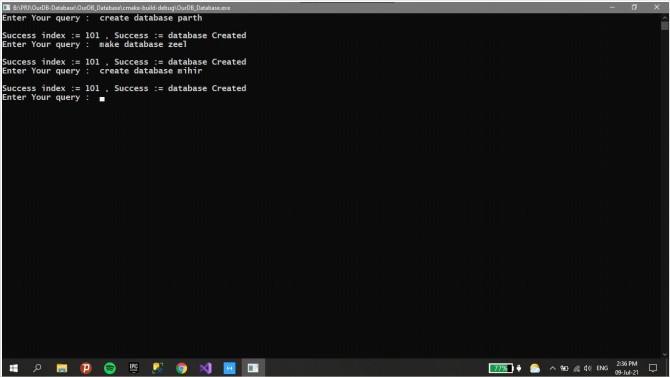 B:\PRJ\OurDB-Database\OurDB_Database\cmake-build-debug\OurDB_Database.exe
Enter Your query :  create database parth
Success index := 101 , Success := database Created
Enter Your query :  make database zeel
Success index := 101 , Success := database Created
Enter Your query :  create database mihir
Success index := 101 , Success := database Created
Enter Your query :
77%
ENG
2:36 PM
09-Jul-21